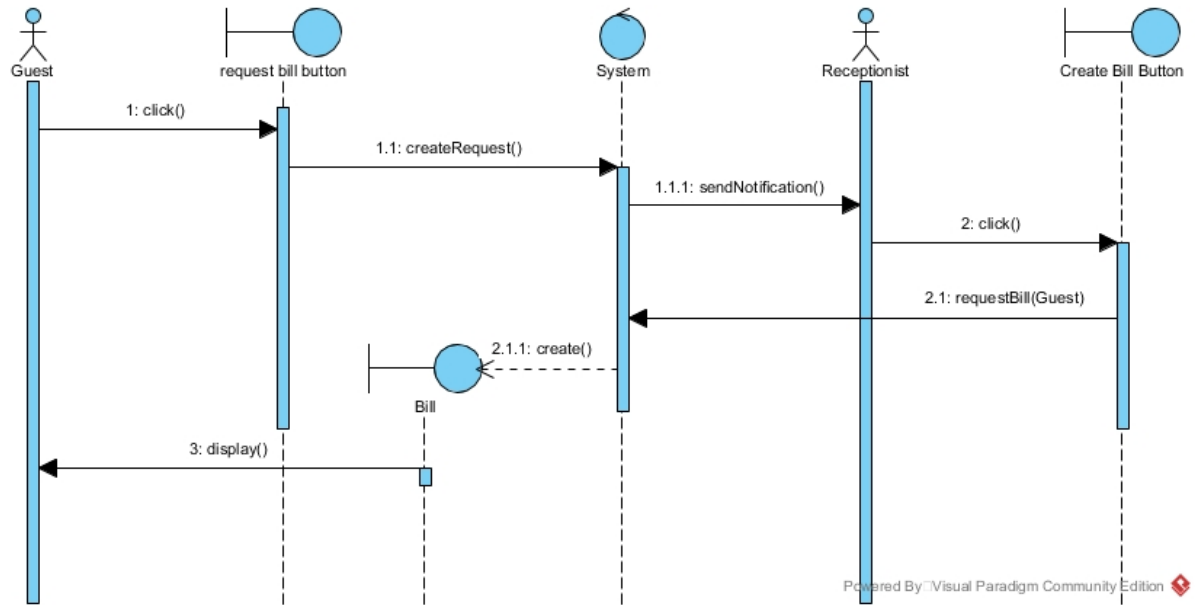 Guest
request bill button
System
Receptionist
Create Bill Button
1: click()
1.1: createRequest()
1.1.1: sendNotification()
2: click()
2.1: requestBill(Guest)
2.1.1: create()
Bill
3: display()
Powered By Visual Paradigm Community Edition